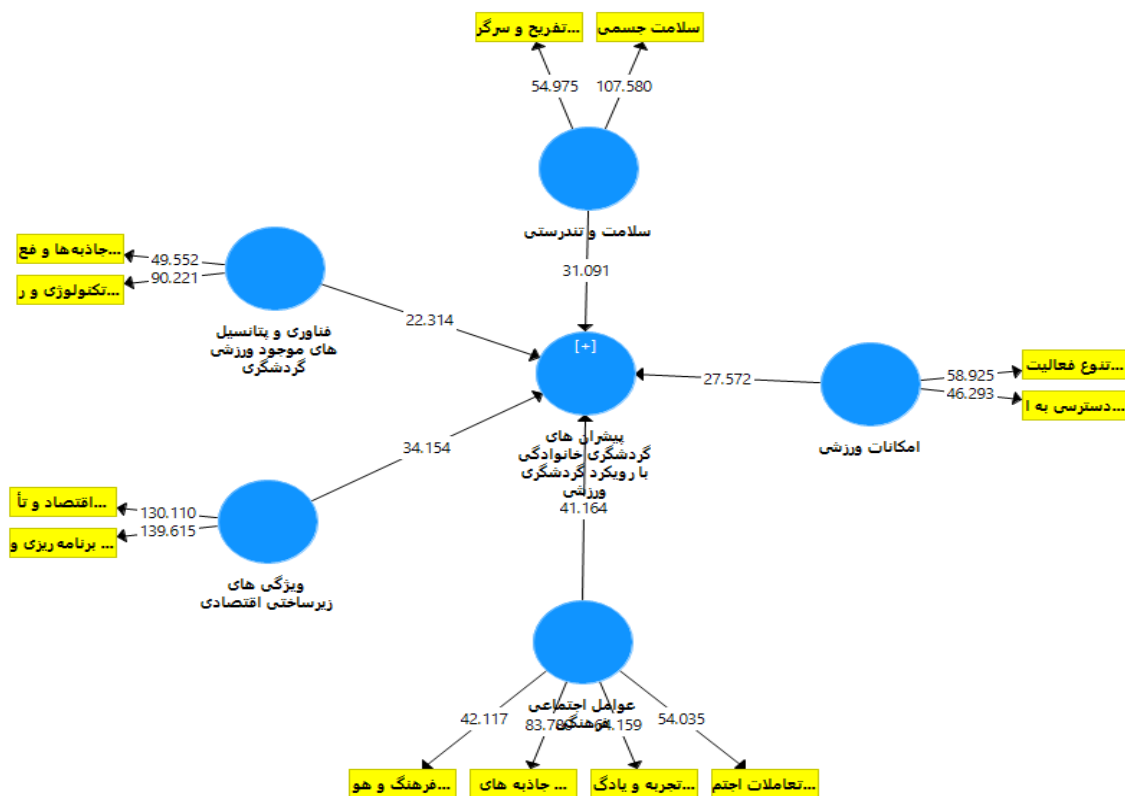 تفریح و سرگر...
سلامت جسمی
54.975
107.580
سلامت و تندرستی
31.091
جاذبه‌ها و فع...
49.552
تکنولوژی و ر...
90.221
فناوری و پتانسیل
های موجود ورزشی
گردشگری
22.314
[+]
پیشران های
گردشگری خانوادگی
با رویکرد گردشگری
ورزشی
27.572
تنوع فعالیت...
58.925
دسترسی به ا...
46.293
امکانات ورزشی
34.154
اقتصاد و تأ...
130.110
برنامه ریزی و ...
139.615
ویژگی های
زیرساختی اقتصادی
41.164
عوامل اجتماعی
فرهنگی
42.117
54.035
فرهنگ و هو...
جاذبه های ...
تجربه و یادگ...
تعاملات اجتم...